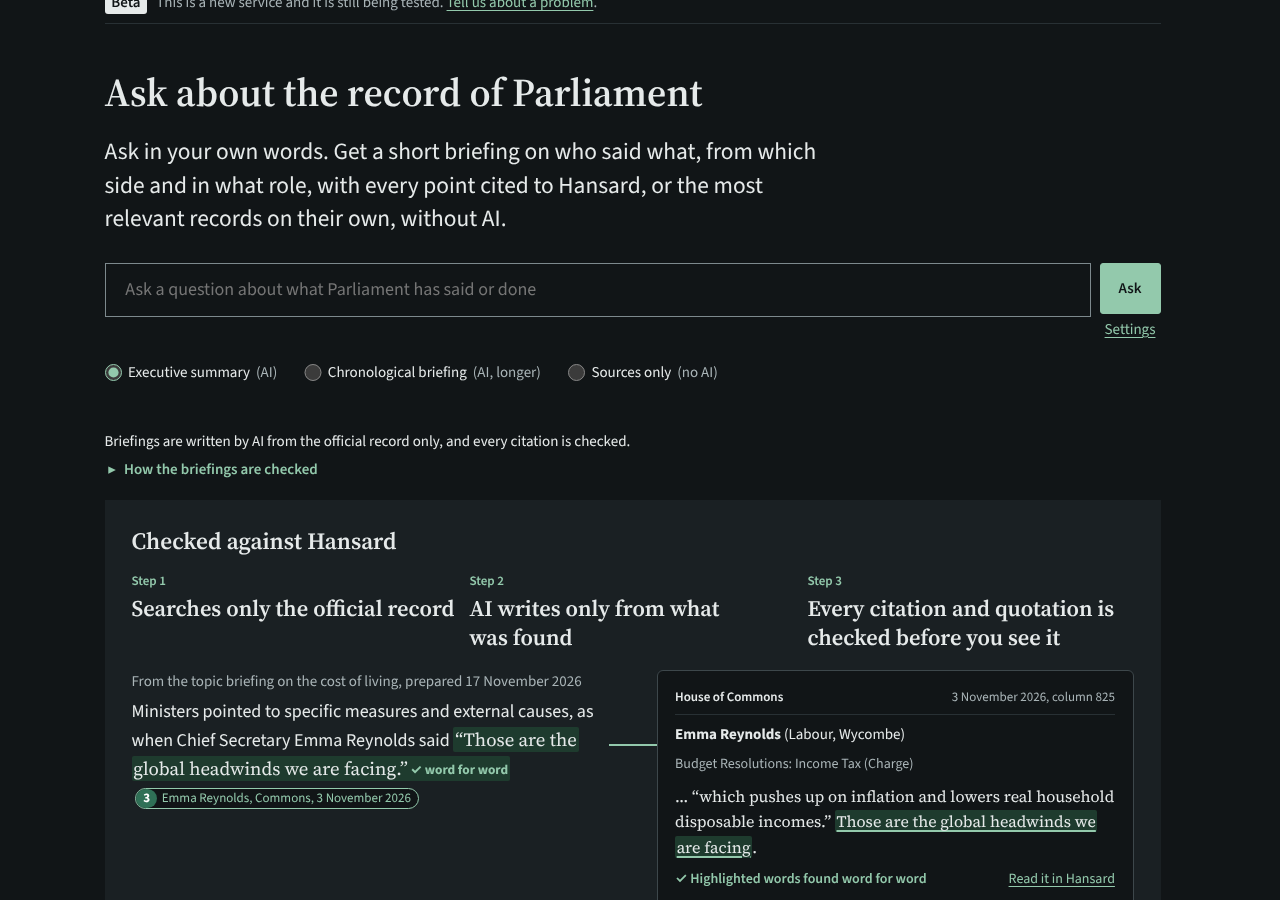 Beta This is a new service and it is still being tested. Tell us about a problem.
Ask about the record of Parliament
Ask in your own words. Get a short briefing on who said what, from which
side and in what role, with every point cited to Hansard, or the most
relevant records on their own, without AI.
Ask a question about what Parliament has said or done
Ask
Settings
Executive summary (AI)
Chronological briefing (AI, longer)
Sources only (no AI)
Briefings are written by AI from the official record only, and every citation is checked.
► How the briefings are checked
Checked against Hansard
Step 1
Searches only the official record
Step 2
AI writes only from what
was found
Step 3
Every citation and quotation is
checked before you see it
From the topic briefing on the cost of living, prepared 17 November 2026
Ministers pointed to specific measures and external causes, as
when Chief Secretary Emma Reynolds said “Those are the
global headwinds we are facing.” ✓ word for word
3 Emma Reynolds, Commons, 3 November 2026
House of Commons
3 November 2026, column 825
Emma Reynolds (Labour, Wycombe)
Budget Resolutions: Income Tax (Charge)
... “which pushes up on inflation and lowers real household
disposable incomes.” Those are the global headwinds we
are facing.
✓ Highlighted words found word for word
Read it in Hansard